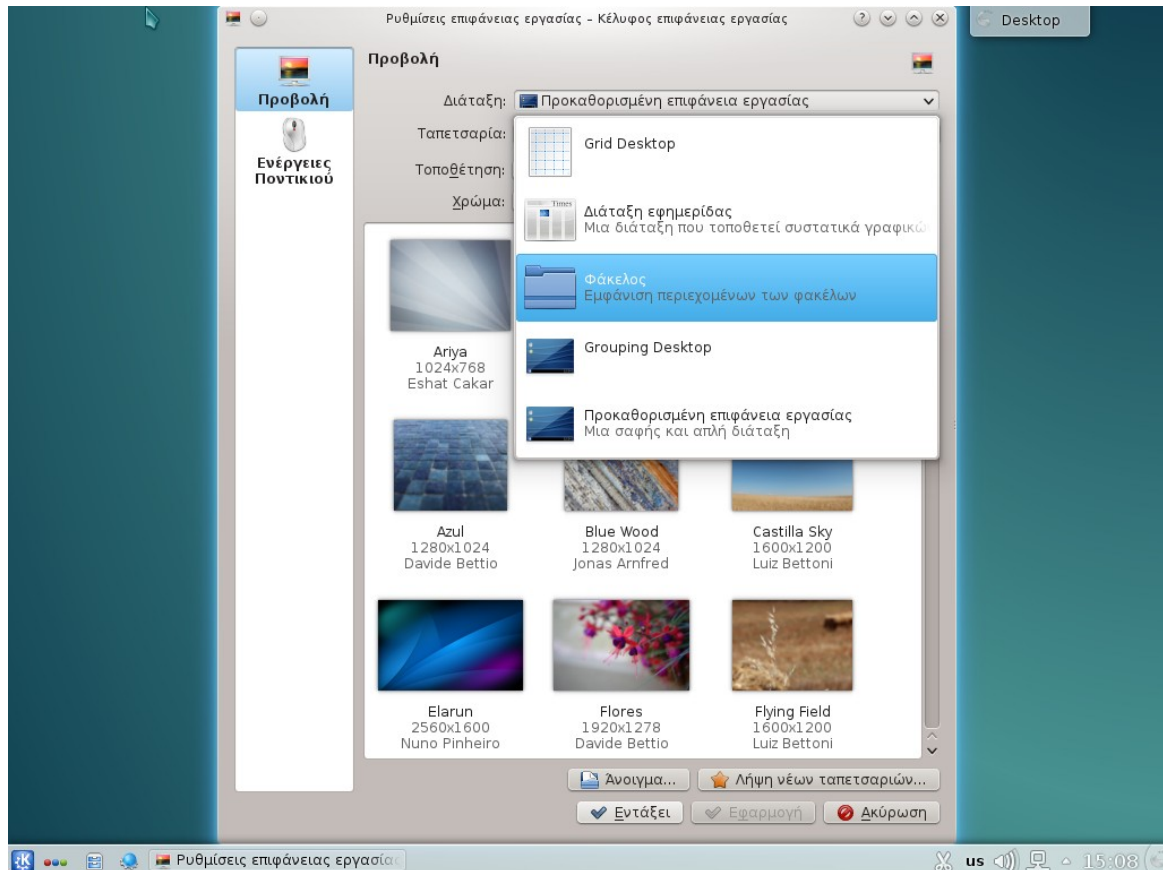 Ρυθμίσεις επιφάνειας εργασίας – Κέλυφος επιφάνειας εργασίας
Desktop
Προβολή
Ενέργειες
Ποντικιού
Προβολή
Διάταξη:
Προκαθορισμένη επιφάνεια εργασίας
Ταπετσαρία:
Τοποθέτηση:
Χρώμα:
Grid Desktop
Times
Διάταξη εφημερίδας
Μια διάταξη που τοποθετεί συστατικά γραφικώ
Φάκελος
Εμφάνιση περιεχομένων των φακέλων
Grouping Desktop
Προκαθορισμένη επιφάνεια εργασίας
Μια σαφής και απλή διάταξη
Ariya
1024x768
Eshat Cakar
Azul
1280x1024
Davide Bettio
Blue Wood
1280x1024
Jonas Arnfred
Castilla Sky
1600x1200
Luiz Bettoni
Elarun
2560x1600
Nuno Pinheiro
Flores
1920x1278
Davide Bettio
Flying Field
1600x1200
Luiz Bettoni
Άνοιγμα...
Λήψη νέων ταπετσαριών...
Εντάξει
Εφαρμογή
Ακύρωση
Ρυθμίσεις επιφάνειας εργασίας
us
15:08